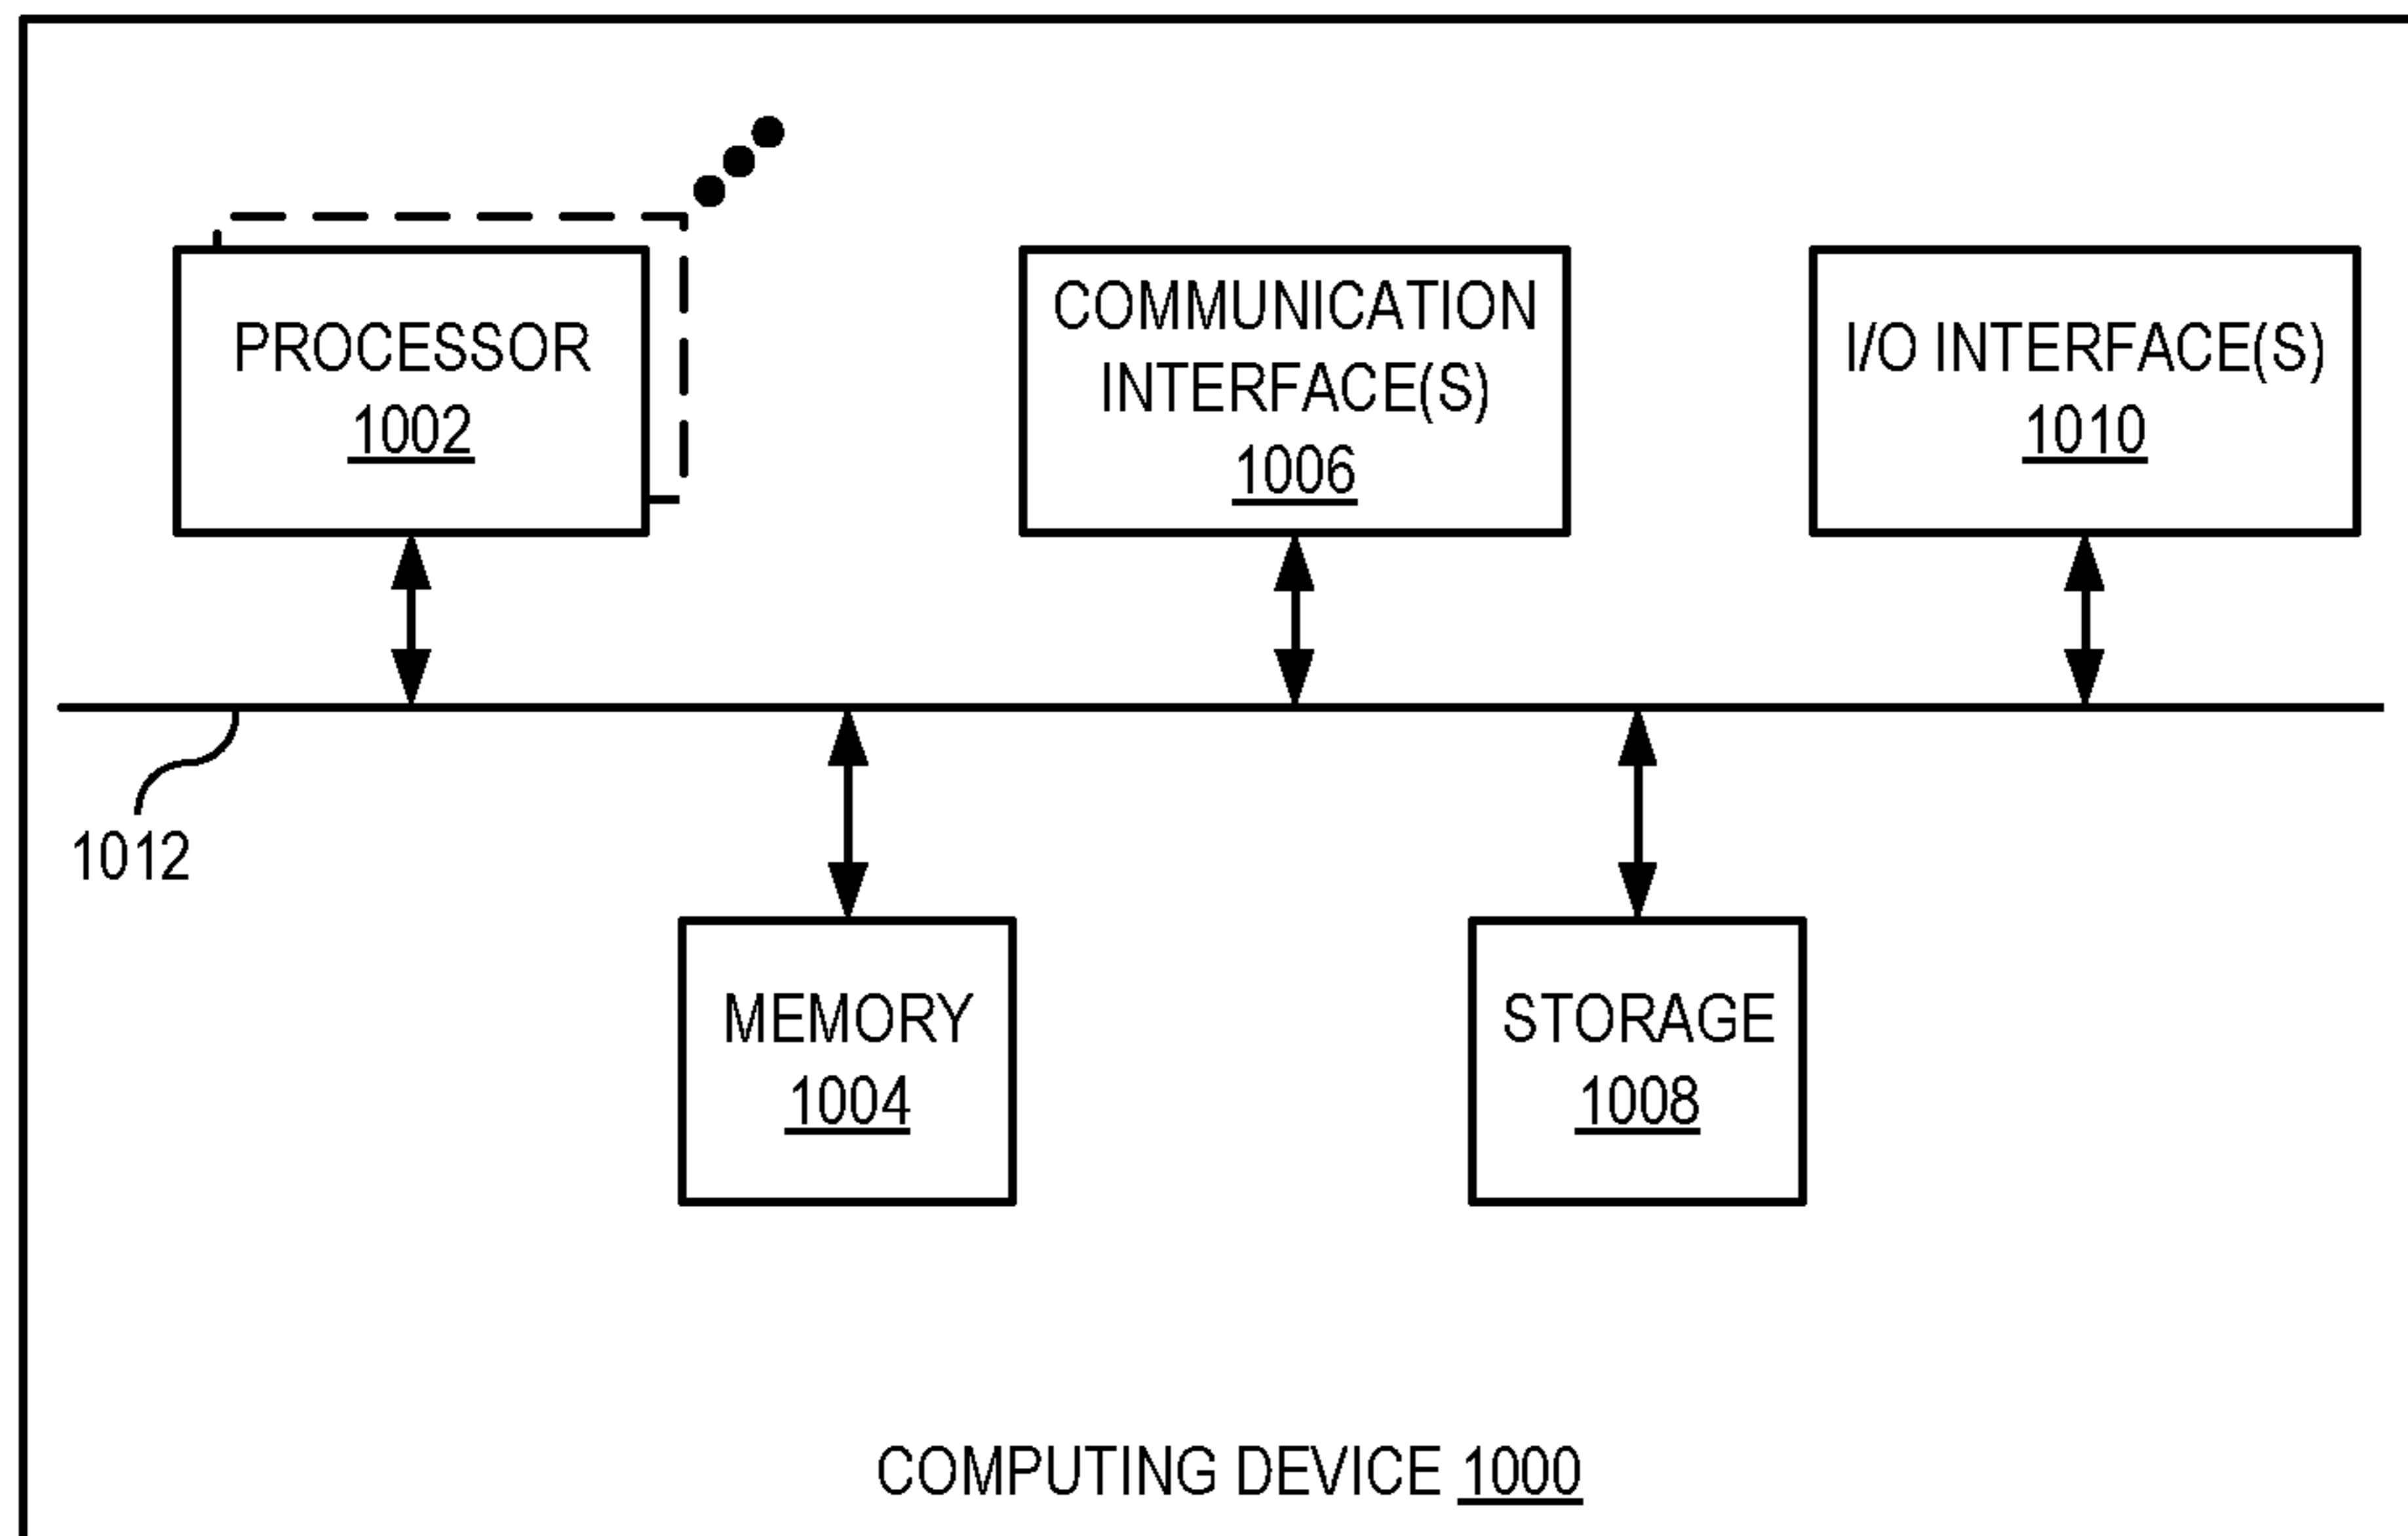 PROCESSOR
1002
COMMUNICATION
INTERFACE(S)
1006
I/O INTERFACE(S)
1010
1012
MEMORY
1004
STORAGE
1008
COMPUTING DEVICE 1000